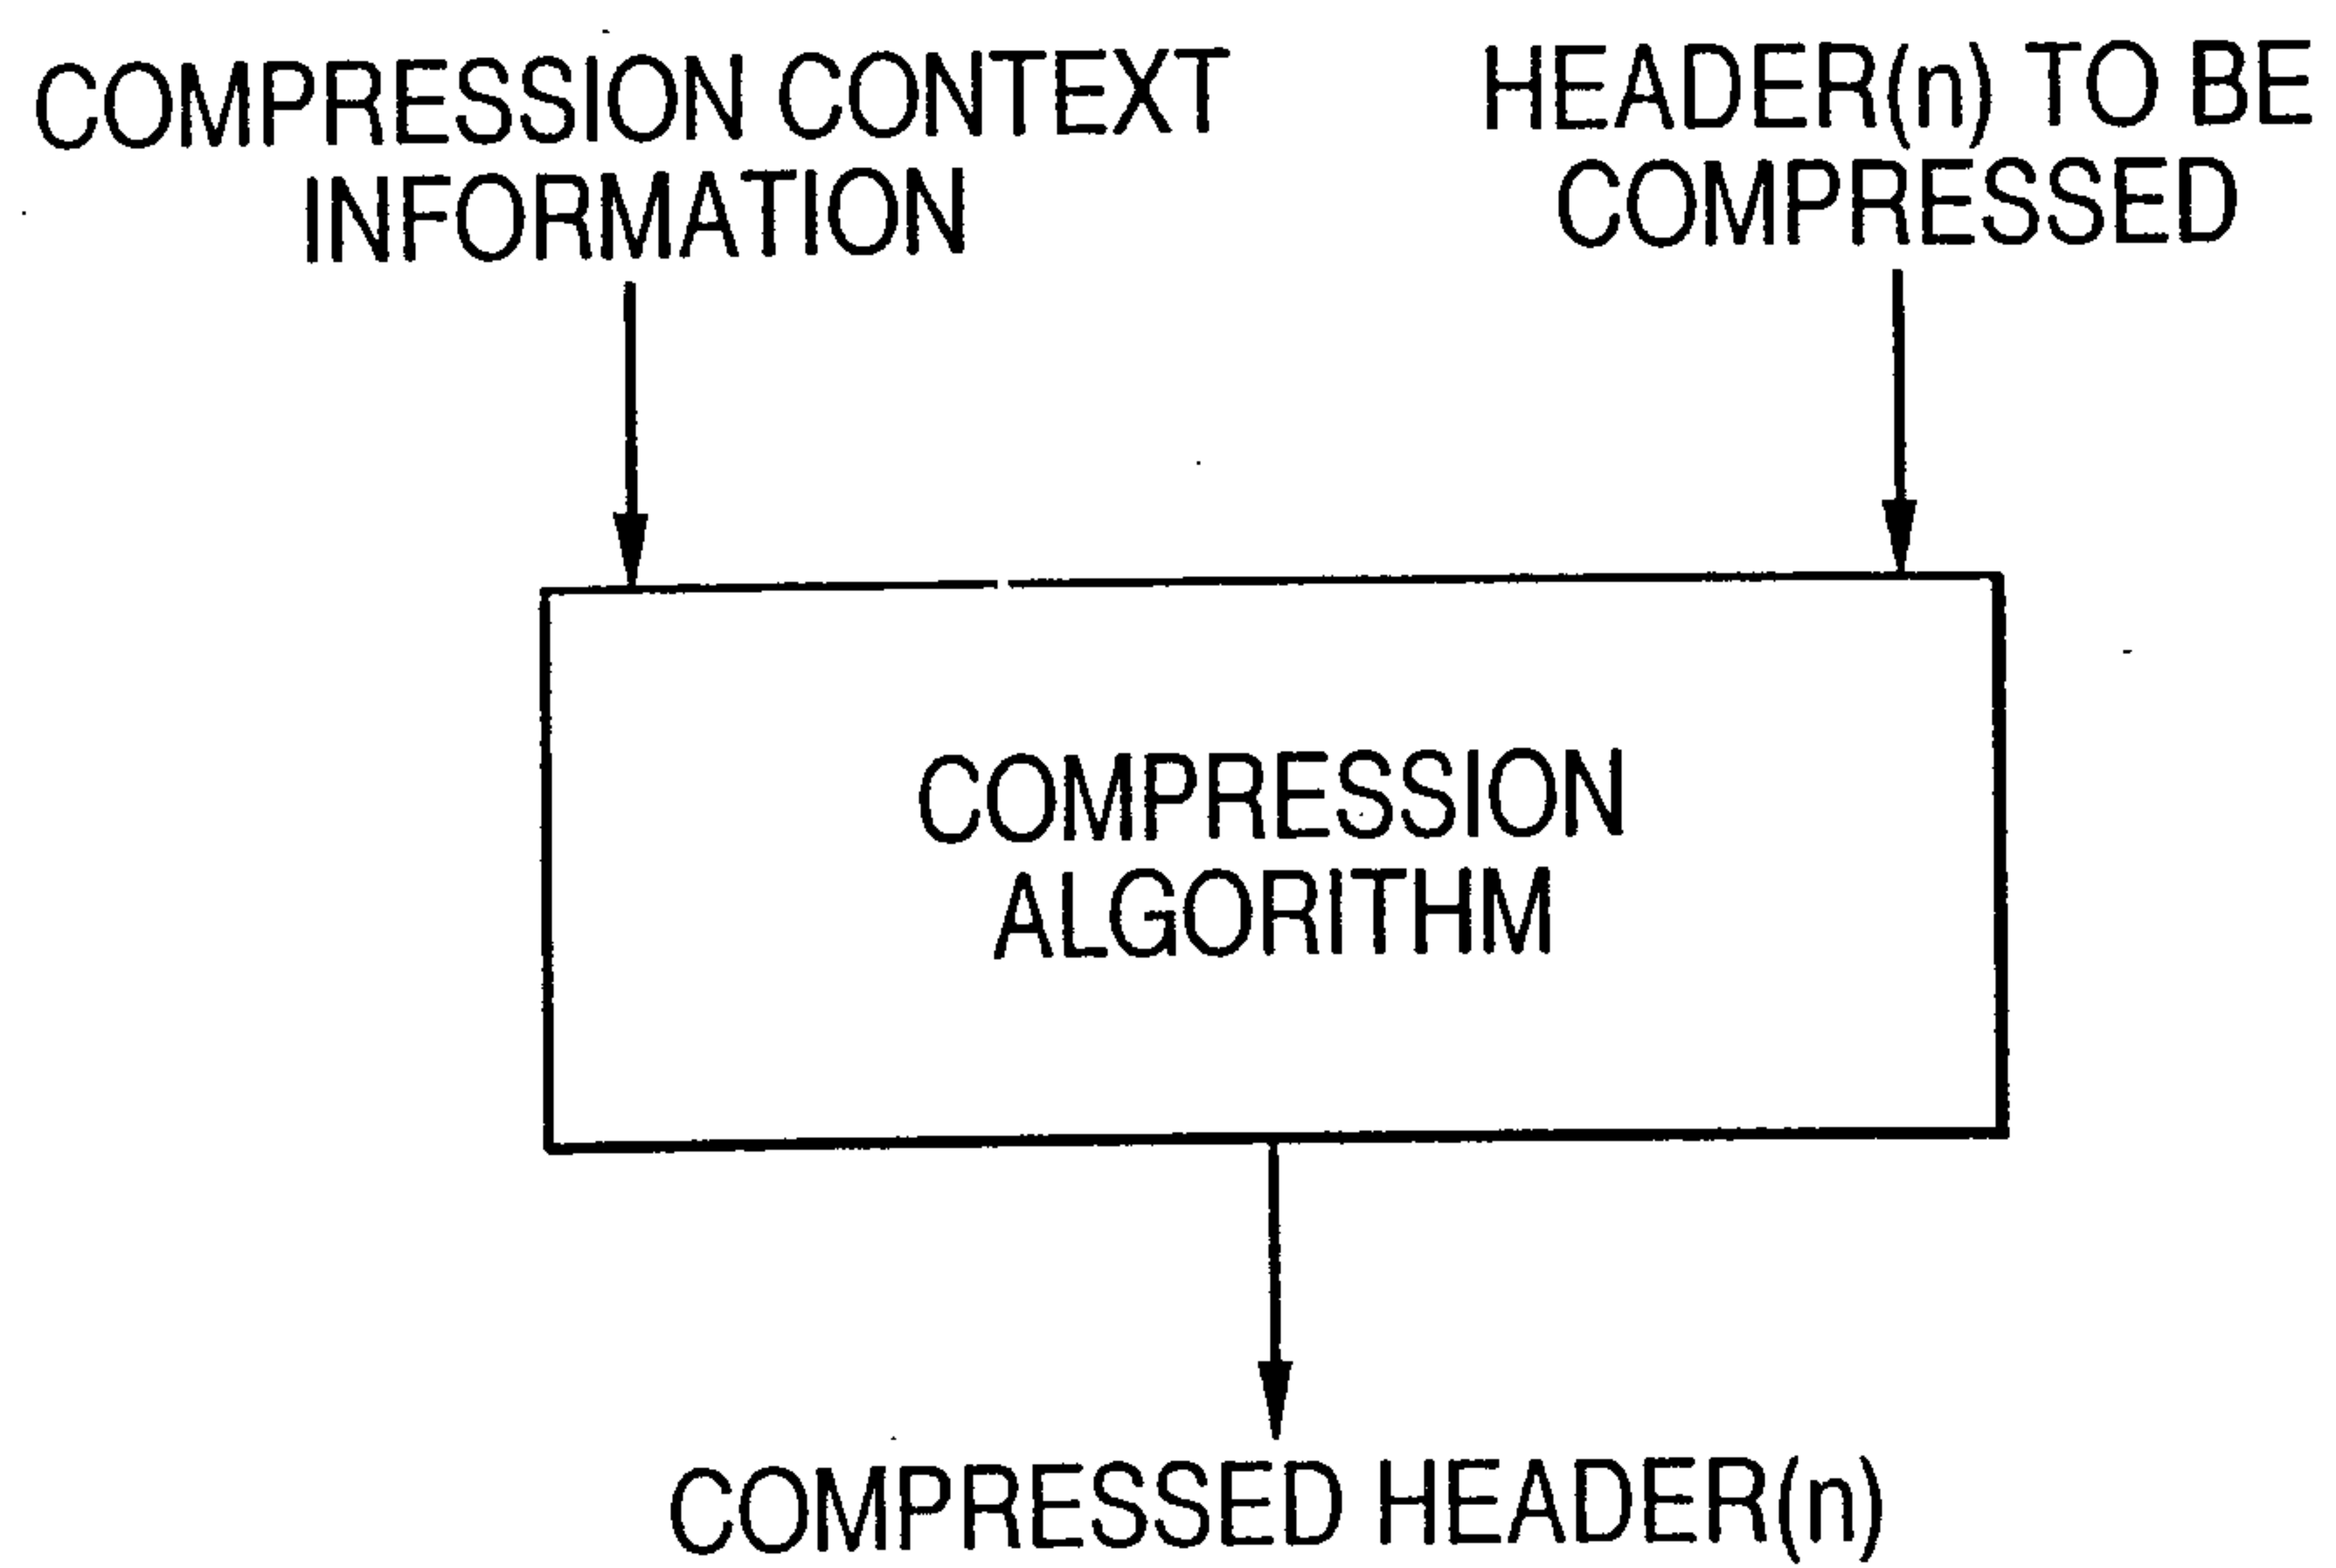 COMPRESSION CONTEXT
INFORMATION
HEADER(n) TO BE
COMPRESSED
COMPRESSION
ALGORITHM
COMPRESSED HEADER(n)